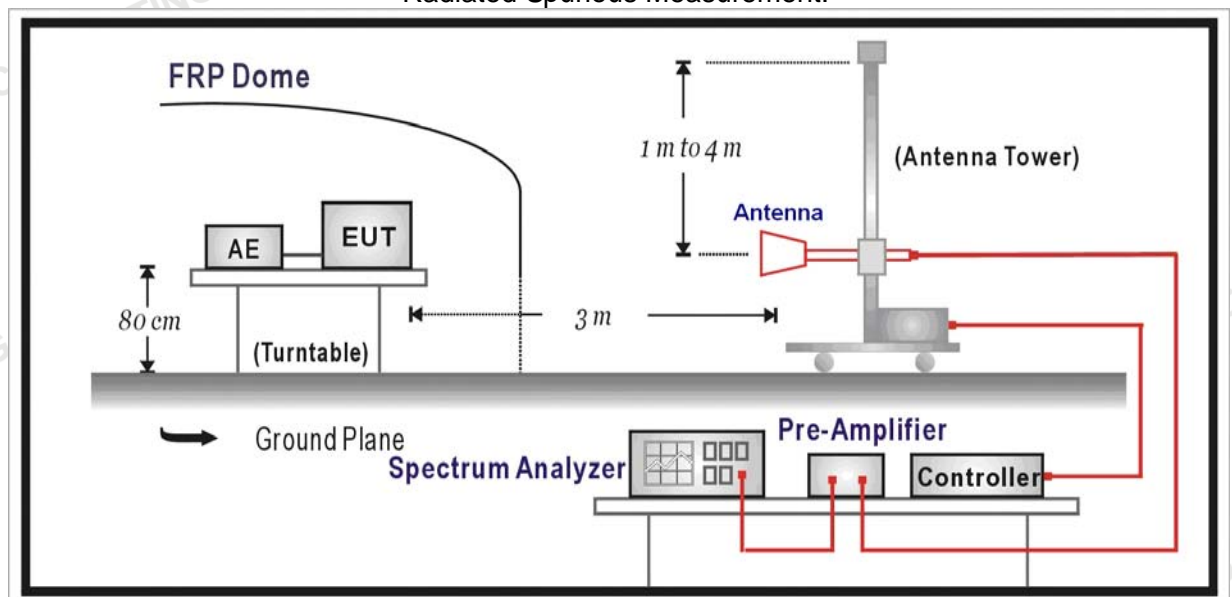 Radiated Spurious Measurement:
FRP Dome
1 m to 4 m
(Antenna Tower)
Antenna
AE
EUT
80 cm
3 m
(Turntable)
Ground Plane
Pre-Amplifier
Spectrum Analyzer
Controller